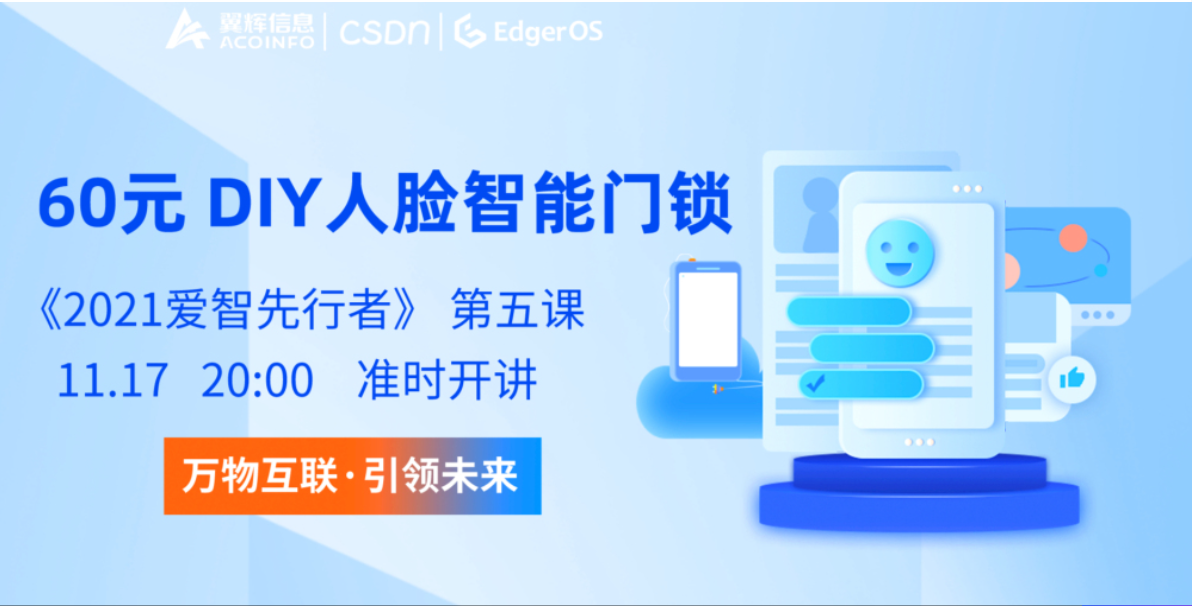 翼辉信息 ACOINFO | CSDN | EdgerOS
60元 DIY人脸智能门锁
《2021爱智先行者》 第五课
11.17 20:00 准时开讲
万物互联·引领未来